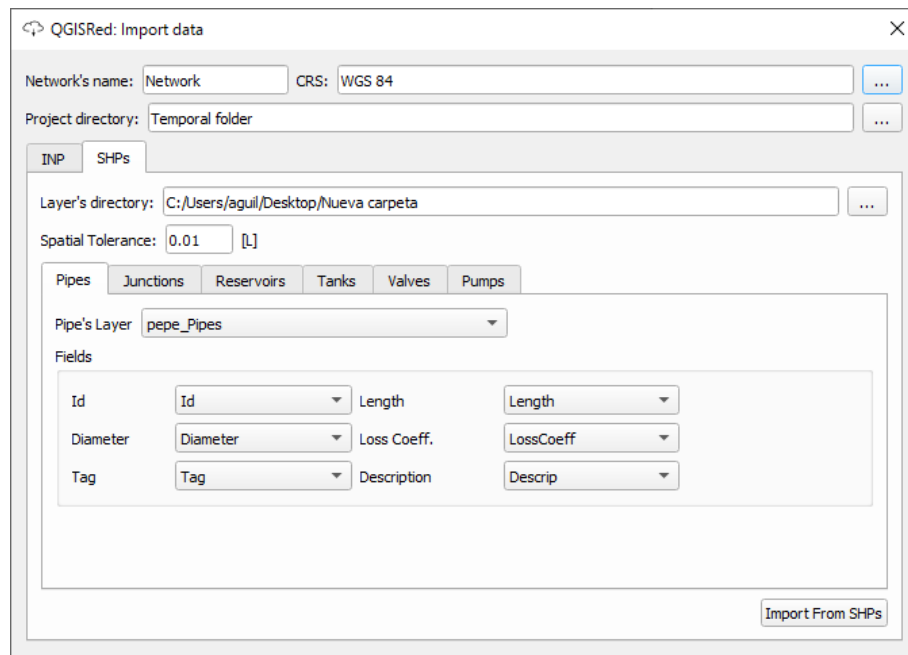 QGISRed: Import data
Network's name: Network CRS: WGS 84 ...
Project directory: Temporal folder ...
INP SHPs
Layer's directory: C:/Users/aguil/Desktop/Nueva carpeta ...
Spatial Tolerance: 0.01 [L]
Pipes Junctions Reservoirs Tanks Valves Pumps
Pipe's Layer pepe_Pipes
Fields
Id Id Length Length
Diameter Diameter Loss Coeff. LossCoeff
Tag Tag Description Descrip
Import From SHPs